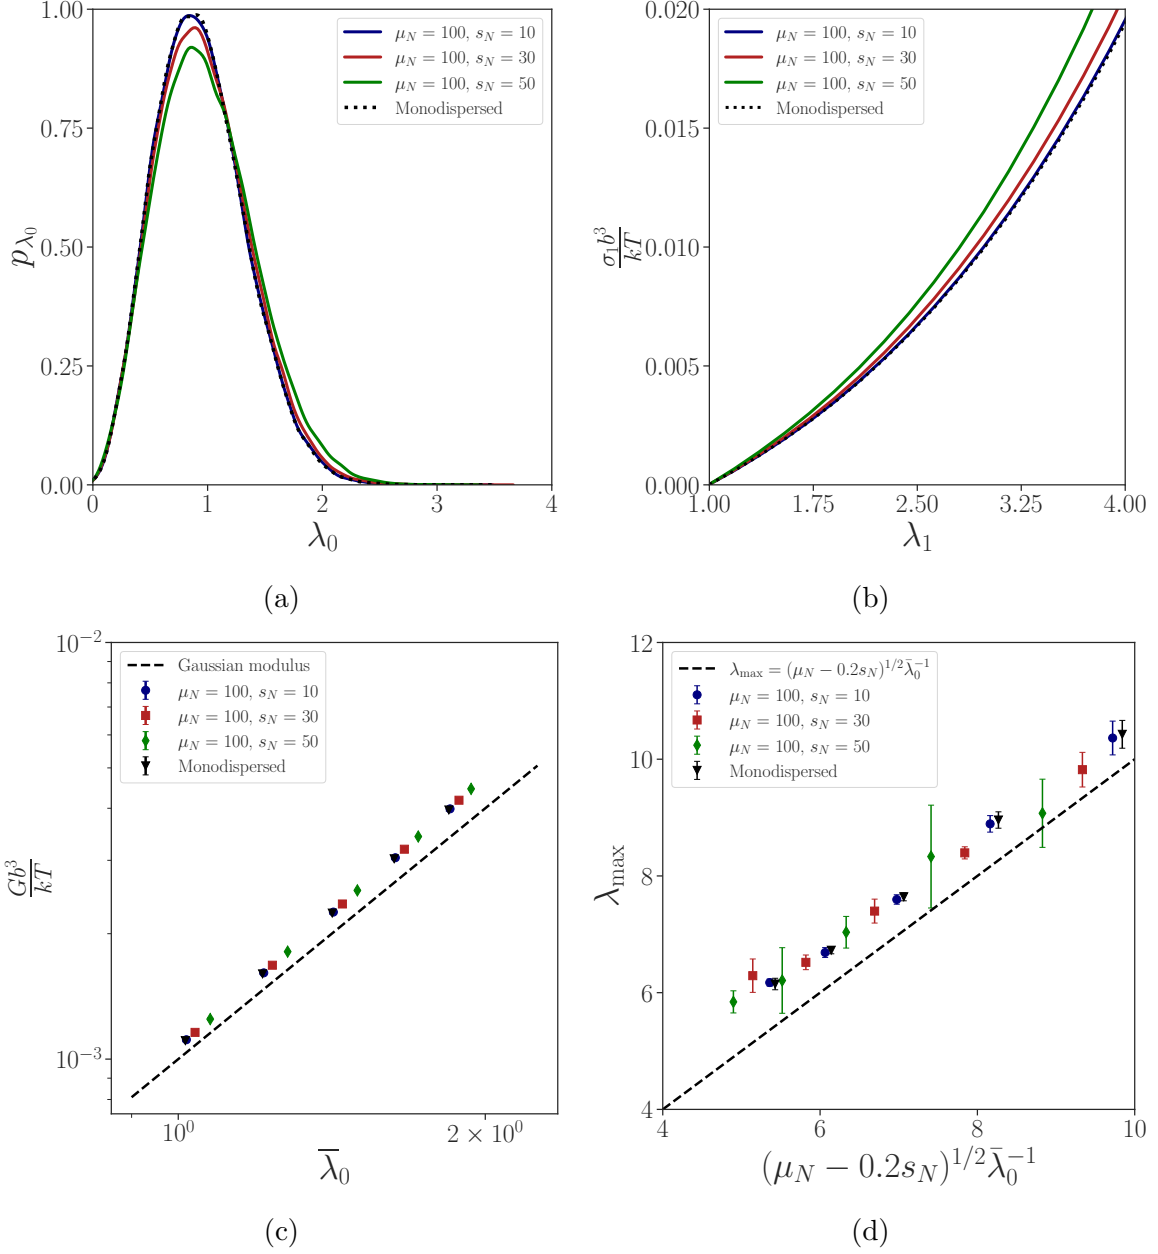 1.00
0.75
0.50
0.25
0.00
p_{λ_0}
0 1 2 3 4
λ_0
μ_N = 100, s_N = 10
μ_N = 100, s_N = 30
μ_N = 100, s_N = 50
Monodispersed
(a)
0.020
0.015
0.010
0.005
0.000
σ_1 b^3
kT
1.00 1.75 2.50 3.25 4.00
λ_1
μ_N = 100, s_N = 10
μ_N = 100, s_N = 30
μ_N = 100, s_N = 50
Monodispersed
(b)
10^{-2}
10^{-3}
Gb^3
kT
10^0 2 × 10^0
λ̄_0
Gaussian modulus
μ_N = 100, s_N = 10
μ_N = 100, s_N = 30
μ_N = 100, s_N = 50
Monodispersed
(c)
12
10
8
6
4
λ_max
4 6 8 10
(μ_N − 0.2s_N)^{1/2} λ̄_0^{-1}
λ_max = (μ_N − 0.2s_N)^{1/2} λ̄_0^{-1}
μ_N = 100, s_N = 10
μ_N = 100, s_N = 30
μ_N = 100, s_N = 50
Monodispersed
(d)